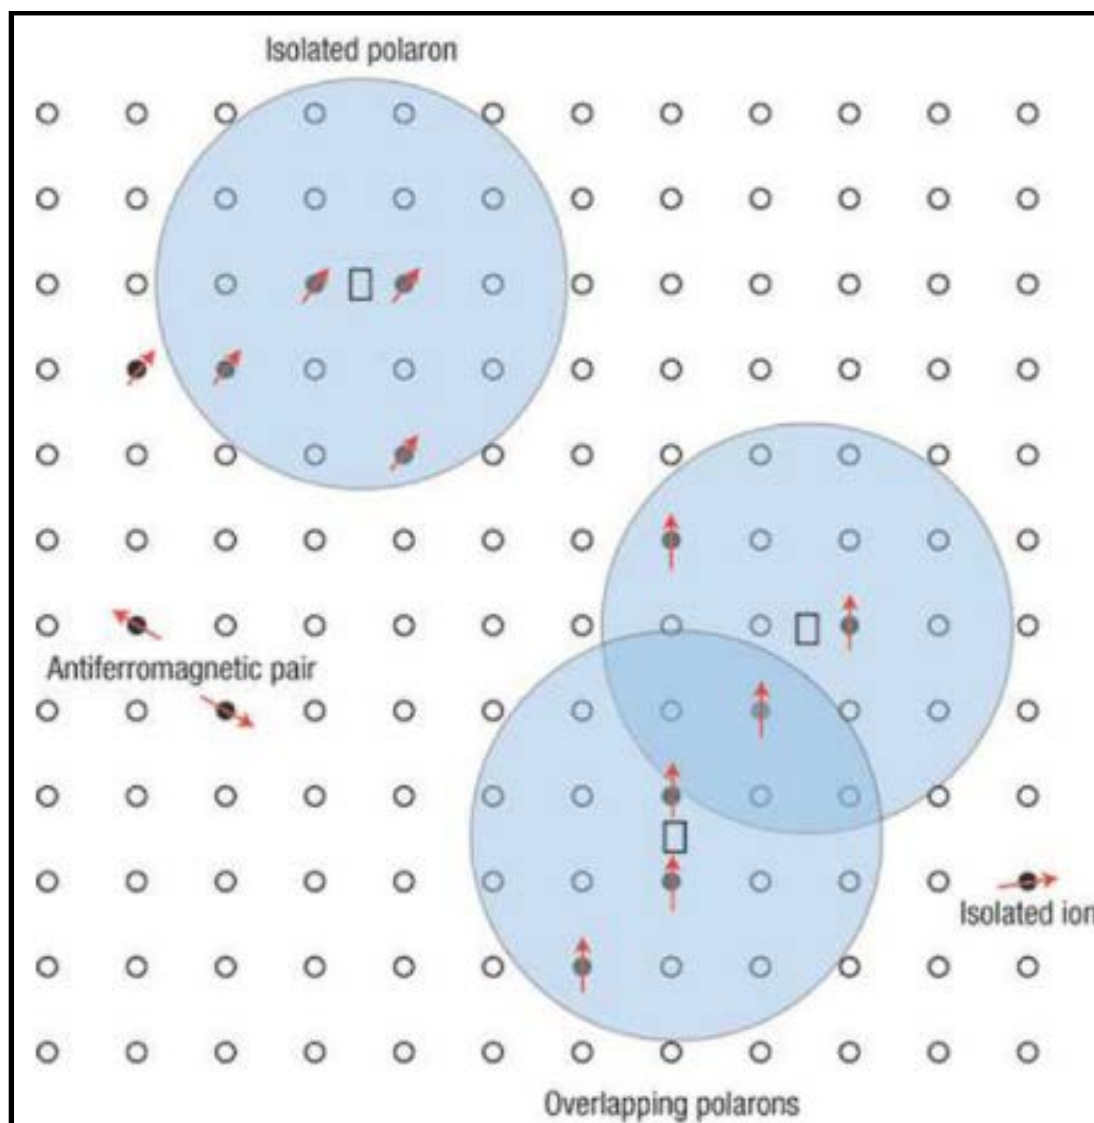 Isolated polaron
Antiferromagnetic pair
Isolated ion
Overlapping polarons